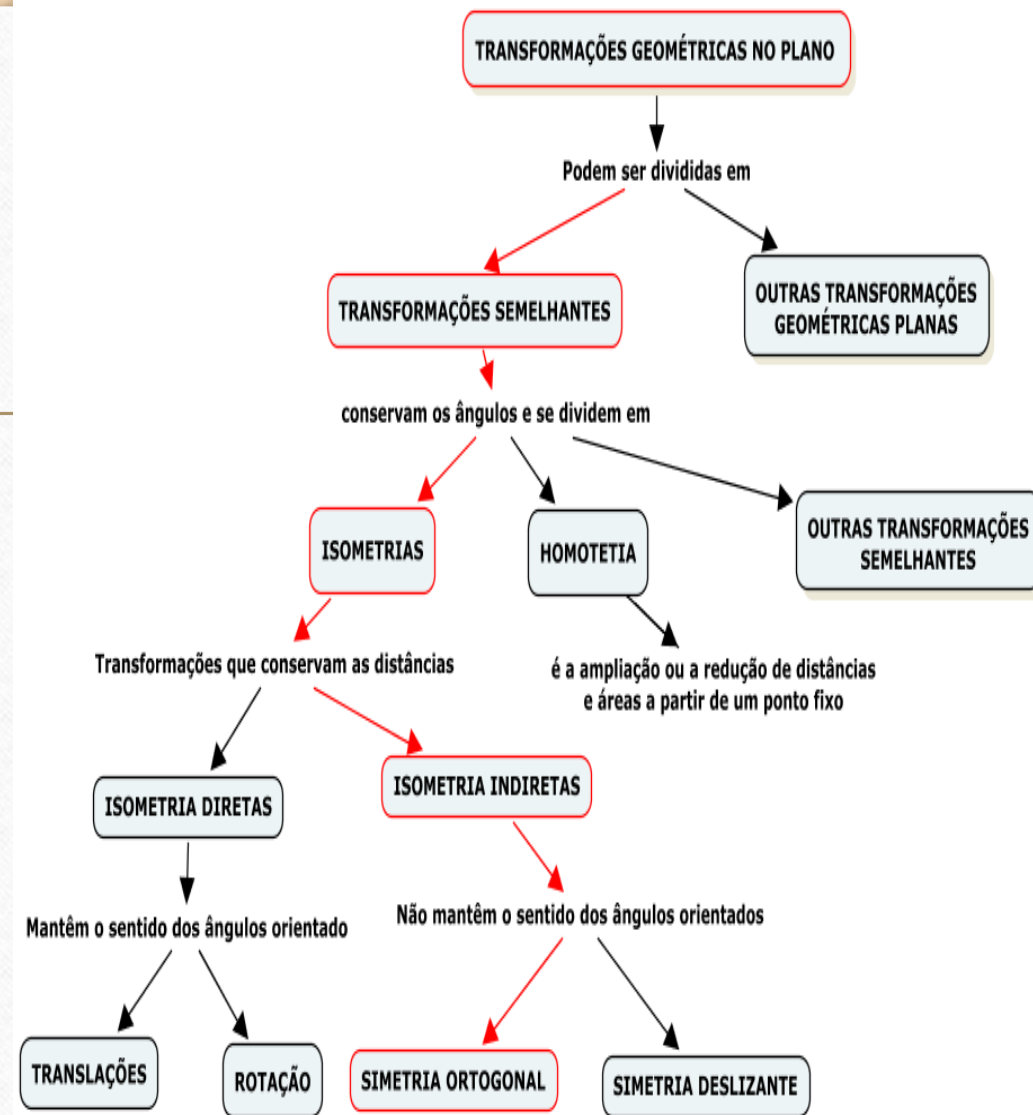 TRANSFORMAÇÕES GEOMÉTRICAS NO PLANO
Podem ser divididas em
TRANSFORMAÇÕES SEMELHANTES
OUTRAS TRANSFORMAÇÕES
GEOMÉTRICAS PLANAS
conservam os ângulos e se dividem em
ISOMETRIAS
HOMOTETIA
OUTRAS TRANSFORMAÇÕES
SEMELHANTES
Transformações que conservam as distâncias
é a ampliação ou a redução de distâncias
e áreas a partir de um ponto fixo
ISOMETRIA DIRETAS
ISOMETRIA INDIRETAS
Mantêm o sentido dos ângulos orientado
Não mantêm o sentido dos ângulos orientados
TRANSLAÇÕES
ROTAÇÃO
SIMETRIA ORTOGONAL
SIMETRIA DESLIZANTE